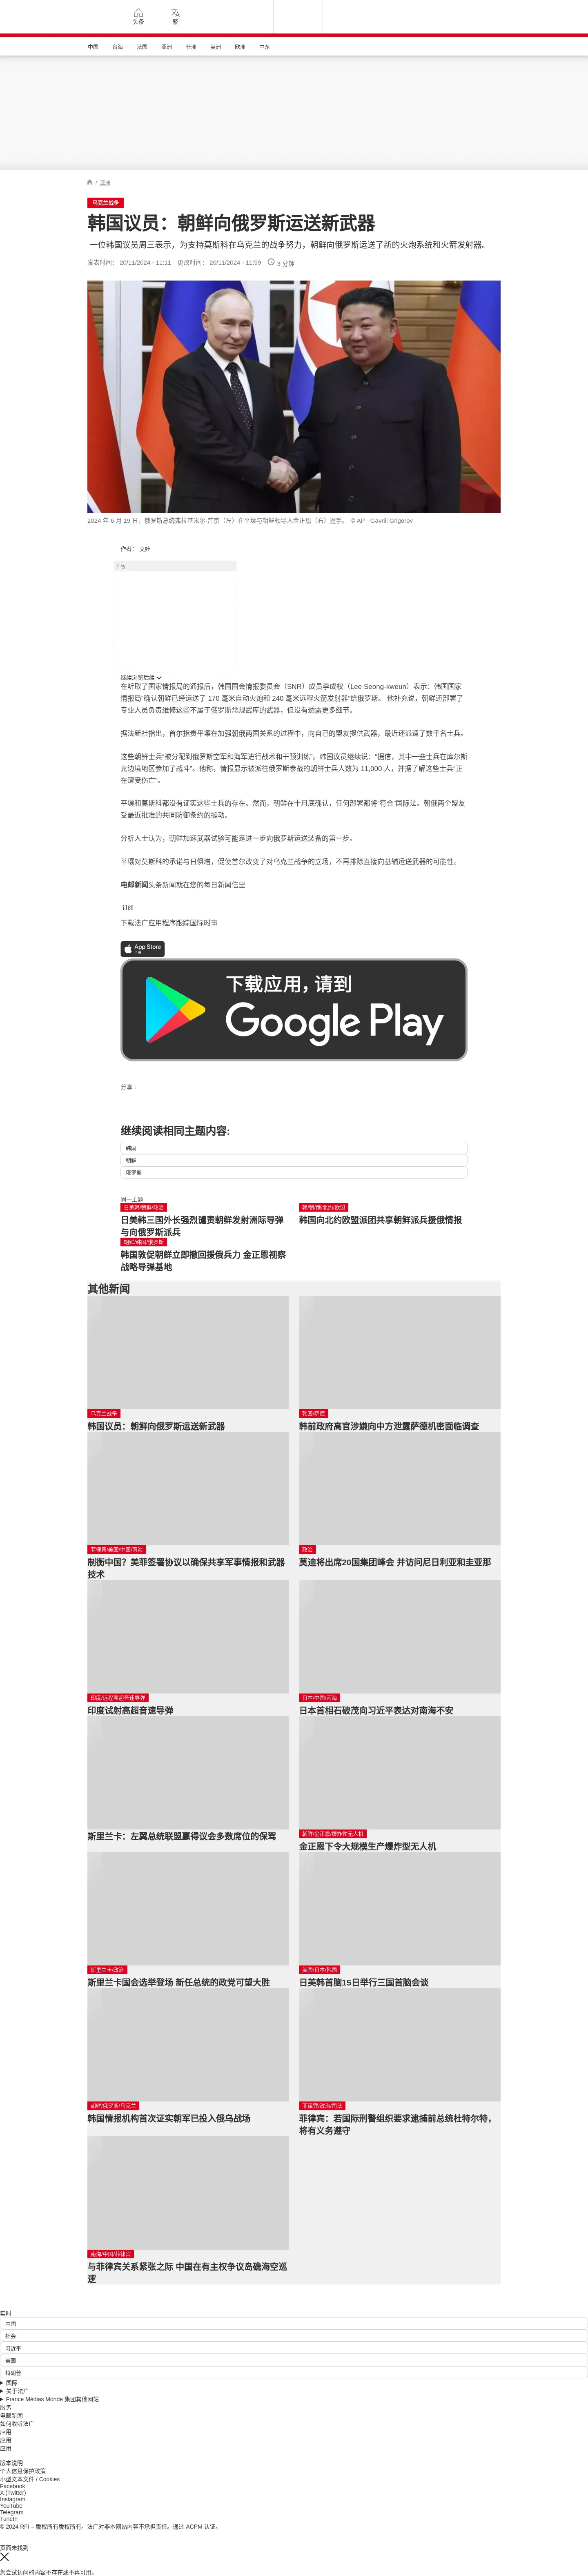 头条
繁
中国
台海
法国
亚洲
非洲
美洲
欧洲
中东
/ 亚洲
乌克兰战争
韩国议员：朝鲜向俄罗斯运送新武器
一位韩国议员周三表示，为支持莫斯科在乌克兰的战争努力，朝鲜向俄罗斯运送了新的火炮系统和火箭发射器。
发表时间： 20/11/2024 - 11:11 更改时间： 20/11/2024 - 11:59 3 分钟
2024 年 6 月 19 日，俄罗斯总统弗拉基米尔·普京（左）在平壤与朝鲜领导人金正恩（右）握手。 © AP - Gavriil Grigorov
作者： 艾娃
广告
继续浏览后续
在听取了国家情报局的通报后，韩国国会情报委员会（SNR）成员李成权（Lee Seong-kweun）表示：韩国国家
情报局“确认朝鲜已经运送了 170 毫米自动火炮和 240 毫米远程火箭发射器”给俄罗斯。 他补充说，朝鲜还部署了
专业人员负责维修这些不属于俄罗斯常规武库的武器，但没有透露更多细节。
据法新社指出，首尔指责平壤在加强朝俄两国关系的过程中，向自己的盟友提供武器，最近还派遣了数千名士兵。
这些朝鲜士兵“被分配到俄罗斯空军和海军进行战术和干预训练”。韩国议员继续说：“据信，其中一些士兵在库尔斯
克边境地区参加了战斗”。他称，情报显示被派往俄罗斯参战的朝鲜士兵人数为 11,000 人，并据了解这些士兵“正
在遭受伤亡”。
平壤和莫斯科都没有证实这些士兵的存在。然而，朝鲜在十月底确认，任何部署都将“符合”国际法。朝俄两个盟友
受最近批准的共同防御条约的挺动。
分析人士认为，朝鲜加速武器试验可能是进一步向俄罗斯运送装备的第一步。
平壤对莫斯科的承诺与日俱增，促使首尔改变了对乌克兰战争的立场，不再排除直接向基辅运送武器的可能性。
电邮新闻头条新闻就在您的每日新闻信里
订阅
下载法广应用程序跟踪国际时事
App Store
下载
下载应用，请到
Google Play
分享 :
继续阅读相同主题内容:
韩国
朝鲜
俄罗斯
同一主题
日美韩/朝鲜/政治
日美韩三国外长强烈谴责朝鲜发射洲际导弹
与向俄罗斯派兵
韩/朝/俄/北约/欧盟
韩国向北约欧盟派团共享朝鲜派兵援俄情报
朝鲜/韩国/俄罗斯
韩国敦促朝鲜立即撤回援俄兵力 金正恩视察
战略导弹基地
其他新闻
乌克兰战争
韩国议员：朝鲜向俄罗斯运送新武器
韩国/萨德
韩前政府高官涉嫌向中方泄露萨德机密面临调查
菲律宾/美国/中国/南海
制衡中国？美菲签署协议以确保共享军事情报和武器
技术
政治
莫迪将出席20国集团峰会 并访问尼日利亚和圭亚那
印度/远程高超音速导弹
印度试射高超音速导弹
日本/中国/南海
日本首相石破茂向习近平表达对南海不安
斯里兰卡：左翼总统联盟赢得议会多数席位的保驾
朝鲜/金正恩/爆炸性无人机
金正恩下令大规模生产爆炸型无人机
斯里兰卡/政治
斯里兰卡国会选举登场 新任总统的政党可望大胜
美国/日本/韩国
日美韩首脑15日举行三国首脑会谈
朝鲜/俄罗斯/乌克兰
韩国情报机构首次证实朝军已投入俄乌战场
菲律宾/政治/司法
菲律宾：若国际刑警组织要求逮捕前总统杜特尔特，
将有义务遵守
南海/中国/菲律宾
与菲律宾关系紧张之际 中国在有主权争议岛礁海空巡
逻
实时
中国
社会
习近平
美国
特朗普
国际
关于法广
France Médias Monde 集团其他网站
服务
电邮新闻
如何收听法广
应用
应用
应用
版本说明
个人信息保护政策
小型文本文件 / Cookies
Facebook
X (Twitter)
Instagram
YouTube
Telegram
TuneIn
© 2024 RFI – 版权所有版权所有。法广对非本网站内容不承担责任。通过 ACPM 认证。
页面未找到
您尝试访问的内容不存在或不再可用。